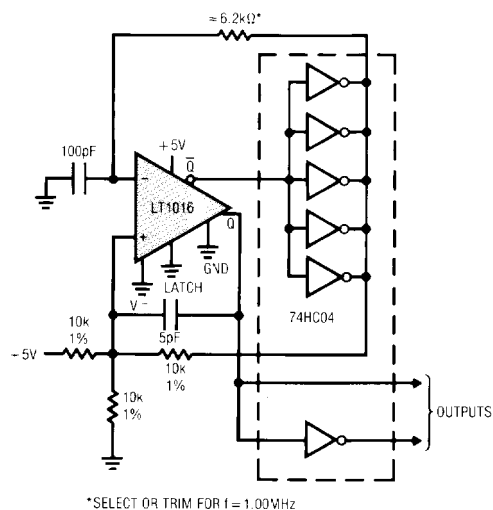 ≈6.2kΩ*
100pF
+5V
Q̅
−
LT1016
+
Q
GND
LATCH
V−
5pF
74HC04
10k
1%
+5V
10k
1%
10k
1%
OUTPUTS
*SELECT OR TRIM FOR f = 1.00MHz